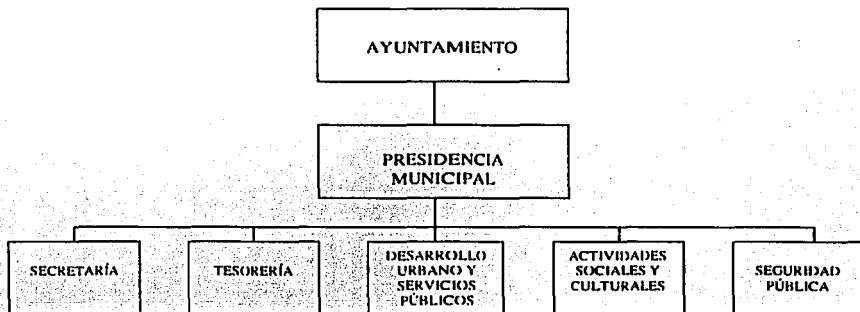 AYUNTAMIENTO
PRESIDENCIA
MUNICIPAL
SECRETARÍA
TESORERÍA
DESARROLLO
URBANO Y
SERVICIOS
PÚBLICOS
ACTIVIDADES
SOCIALES Y
CULTURALES
SEGURIDAD
PÚBLICA